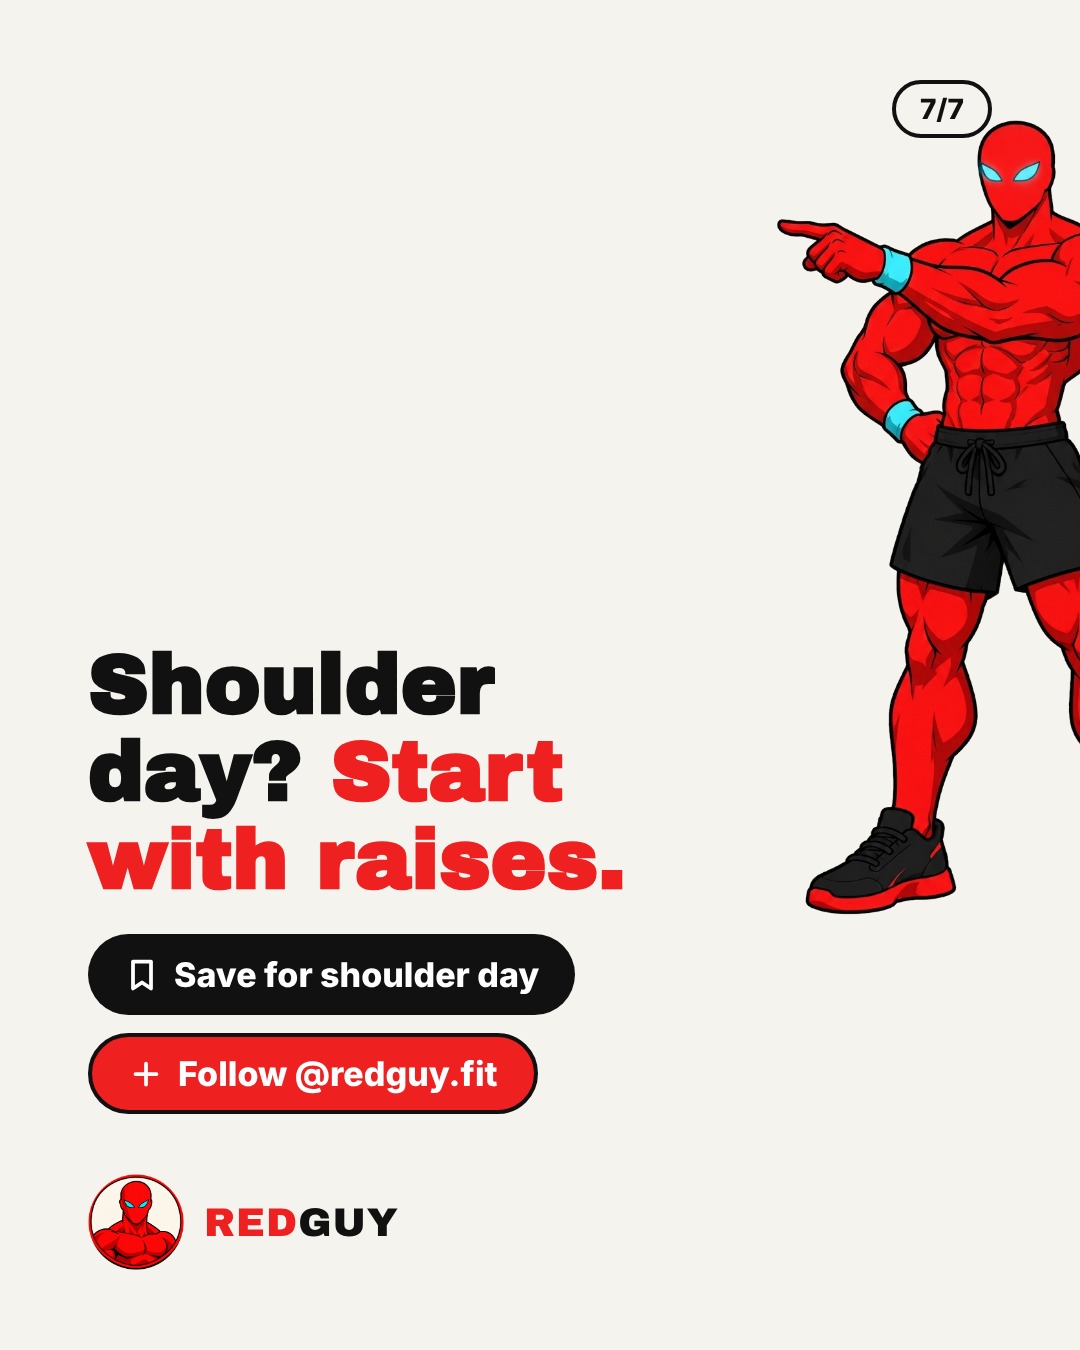 7/7
Shoulder
day? Start
with raises.
Save for shoulder day
+ Follow @redguy.fit
REDGUY